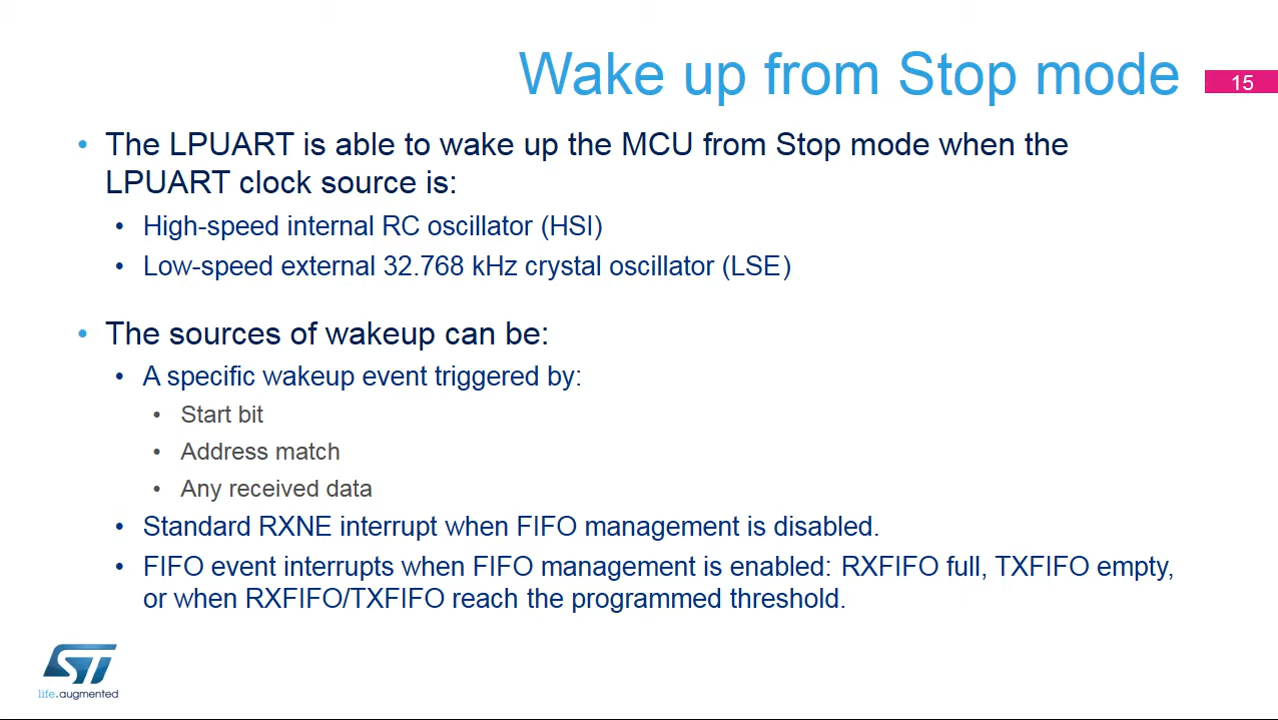 Wake up from Stop mode
15
• The LPUART is able to wake up the MCU from Stop mode when the
LPUART clock source is:
• High-speed internal RC oscillator (HSI)
• Low-speed external 32.768 kHz crystal oscillator (LSE)
• The sources of wakeup can be:
• A specific wakeup event triggered by:
• Start bit
• Address match
• Any received data
• Standard RXNE interrupt when FIFO management is disabled.
• FIFO event interrupts when FIFO management is enabled: RXFIFO full, TXFIFO empty,
or when RXFIFO/TXFIFO reach the programmed threshold.
ST
life.augmented